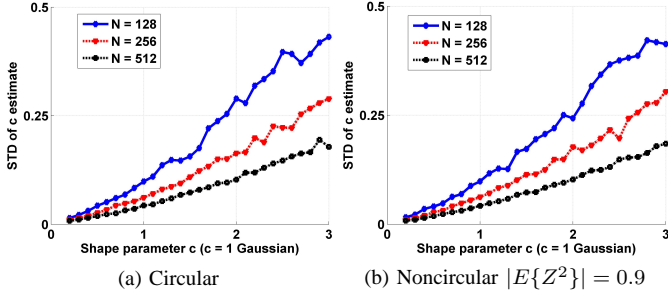 0.5
N = 128
N = 256
N = 512
0.25
0
1
2
3
STD of c estimate
Shape parameter c (c = 1 Gaussian)
(a) Circular
0.5
N = 128
N = 256
N = 512
0.25
0
1
2
3
STD of c estimate
Shape parameter c (c = 1 Gaussian)
(b) Noncircular |E{Z²}| = 0.9